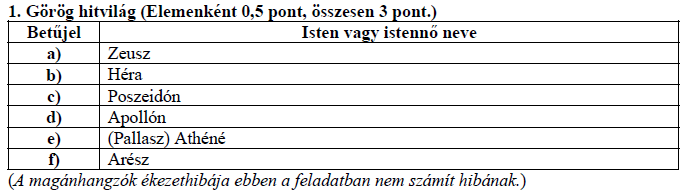 1. Görög hitvilág (Elemenként 0,5 pont, összesen 3 pont.)
Betűjel Isten vagy istennő neve
a) Zeusz
b) Héra
c) Poszeidón
d) Apollón
e) (Pallasz) Athéné
f) Arész
(A magánhangzók ékezethibája ebben a feladatban nem számít hibának.)